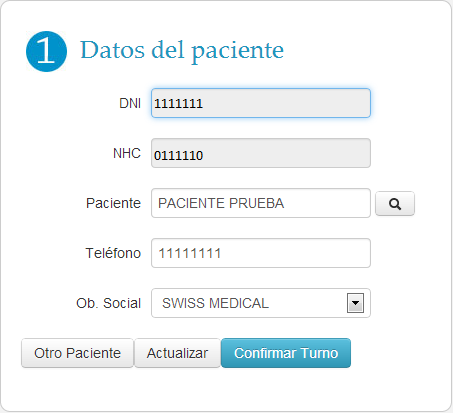 1 Datos del paciente
DNI 1111111
NHC 0111110
Paciente PACIENTE PRUEBA
Teléfono 11111111
Ob. Social SWISS MEDICAL
Otro Paciente Actualizar Confirmar Turno